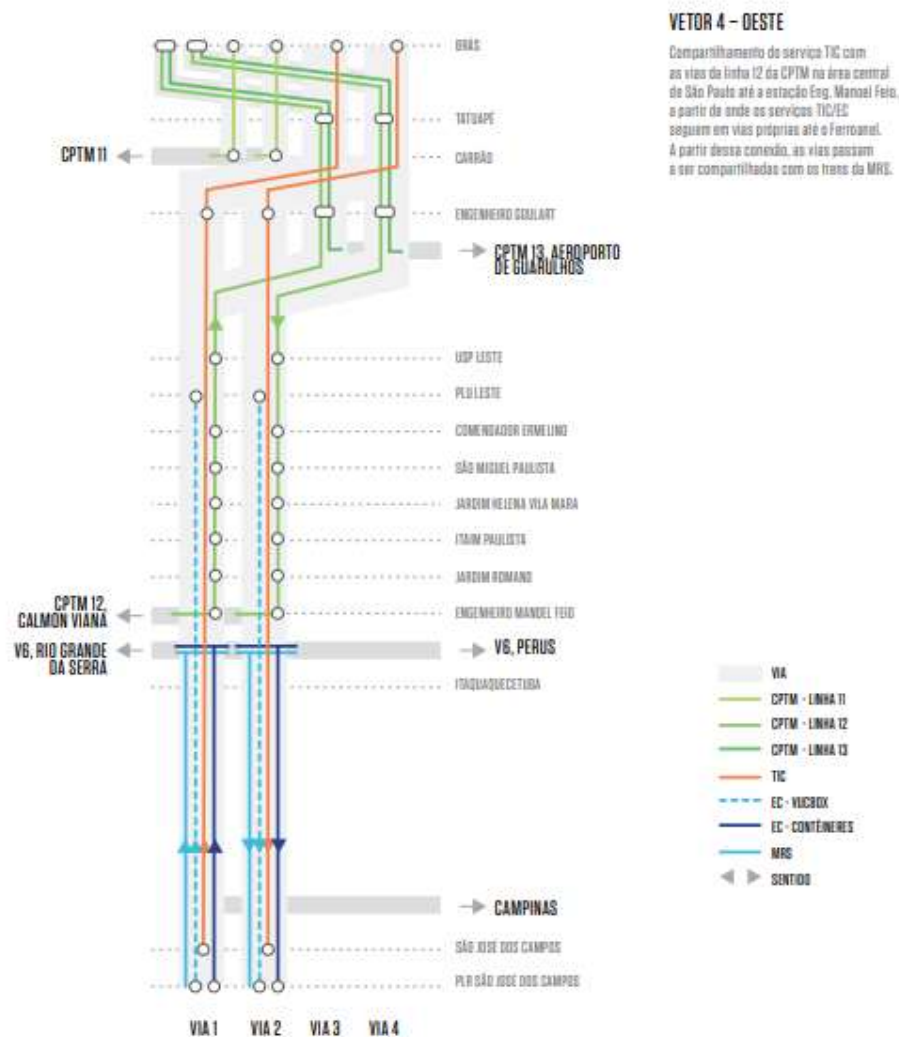 VETOR 4 – OESTE
Compartilhamento do serviço TIC com
as vias da linha 12 da CPTM na área central
de São Paulo até a estação Eng. Manoel Feio,
a partir de onde os serviços TIC/EC
seguem em vias próprias até o Ferroanel.
A partir dessa conexão, as vias passam
a ser compartilhadas com os trens da MRS.
BRÁS
TATUAPÉ
CPTM 11
CARRÃO
ENGENHEIRO GOULART
CPTM 13, AEROPORTO
DE GUARULHOS
USP LESTE
PLU LESTE
COMENDADOR ERMELINO
SÃO MIGUEL PAULISTA
JARDIM HELENA VILA MARA
ITAIM PAULISTA
JARDIM ROMANO
CPTM 12,
CALMON VIANA
ENGENHEIRO MANOEL FEIO
V6, RIO GRANDE
DA SERRA
V6, PERUS
ITAQUAQUECETUBA
VIA
CPTM - LINHA 11
CPTM - LINHA 12
CPTM - LINHA 13
TIC
EC - VUCBOX
EC - CONTÊINERES
MRS
SENTIDO
CAMPINAS
SÃO JOSÉ DOS CAMPOS
PLR SÃO JOSÉ DOS CAMPOS
VIA 1
VIA 2
VIA 3
VIA 4